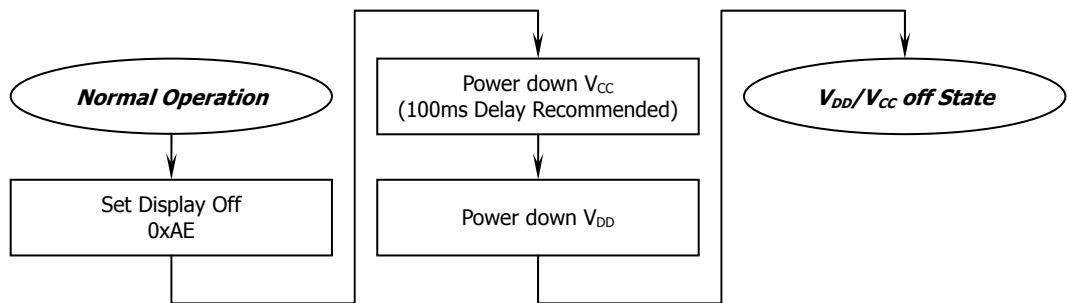 Normal Operation
Set Display Off
0xAE
Power down VCC
(100ms Delay Recommended)
Power down VDD
VDD/VCC off State